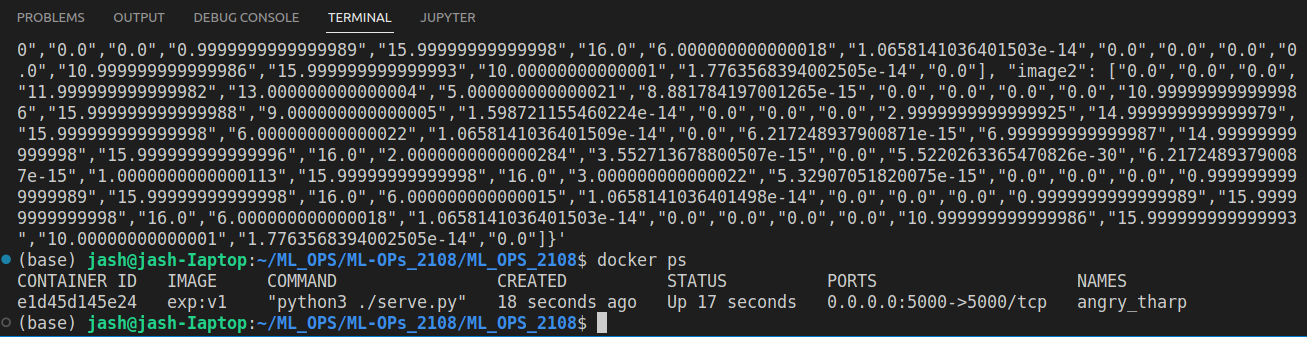 PROBLEMS OUTPUT DEBUG CONSOLE TERMINAL JUPYTER
0","0.0","0.0","0.9999999999999989","15.99999999999998","16.0","6.000000000000018","1.0658141036401503e-14","0.0","0.0","0.0","0
.0","10.999999999999986","15.999999999999993","10.00000000000001","1.7763568394002505e-14","0.0"], "image2": ["0.0","0.0","0.0",
"11.999999999999982","13.000000000000004","5.000000000000021","8.881784197001265e-15","0.0","0.0","0.0","0.0","10.99999999999998
6","15.999999999999988","9.000000000000005","1.598721155460224e-14","0.0","0.0","0.0","2.9999999999999925","14.999999999999979",
"15.999999999999998","6.000000000000022","1.0658141036401509e-14","0.0","6.217248937900871e-15","6.999999999999987","14.99999999
999998","15.999999999999996","16.0","2.0000000000000284","3.552713678800507e-15","0.0","5.5220263365470826e-30","6.2172489379008
7e-15","1.0000000000000113","15.99999999999998","16.0","3.000000000000022","5.32907051820075e-15","0.0","0.0","0.0","0.999999999
9999989","15.99999999999998","16.0","6.000000000000015","1.0658141036401498e-14","0.0","0.0","0.0","0.9999999999999989","15.9999
9999999998","16.0","6.000000000000018","1.0658141036401503e-14","0.0","0.0","0.0","0.0","10.999999999999986","15.999999999999993
","10.00000000000001","1.7763568394002505e-14","0.0"]}'
(base) jash@jash-Iaptop:~/ML_OPS/ML-OPs_2108/ML_OPS_2108$ docker ps
CONTAINER ID IMAGE COMMAND CREATED STATUS PORTS NAMES
e1d45d145e24 exp:v1 "python3 ./serve.py" 18 seconds ago Up 17 seconds 0.0.0.0:5000->5000/tcp angry_tharp
(base) jash@jash-Iaptop:~/ML_OPS/ML-OPs_2108/ML_OPS_2108$